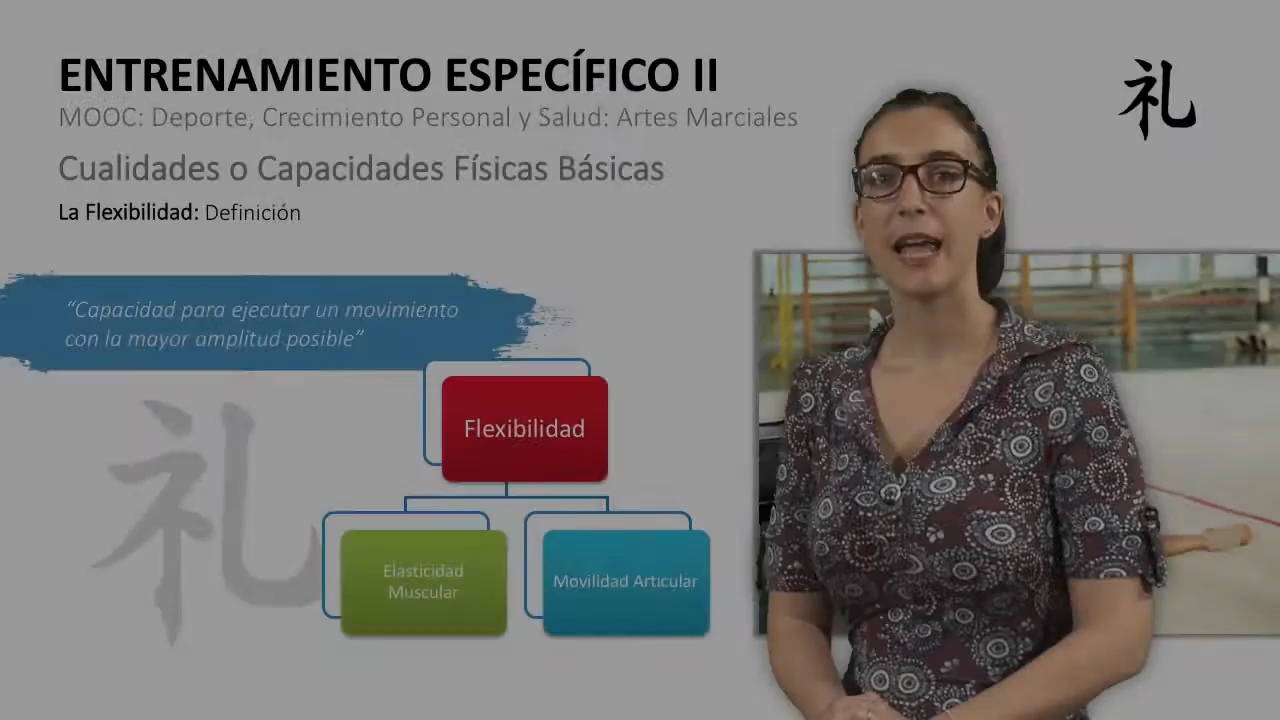 ENTRENAMIENTO ESPECÍFICO II
礼
MOOC: Deporte, Crecimiento Personal y Salud: Artes Marciales
Cualidades o Capacidades Físicas Básicas
La Flexibilidad: Definición
“Capacidad para ejecutar un movimiento
con la mayor amplitud posible”
礼
Flexibilidad
Elasticidad
Muscular
Movilidad Articular